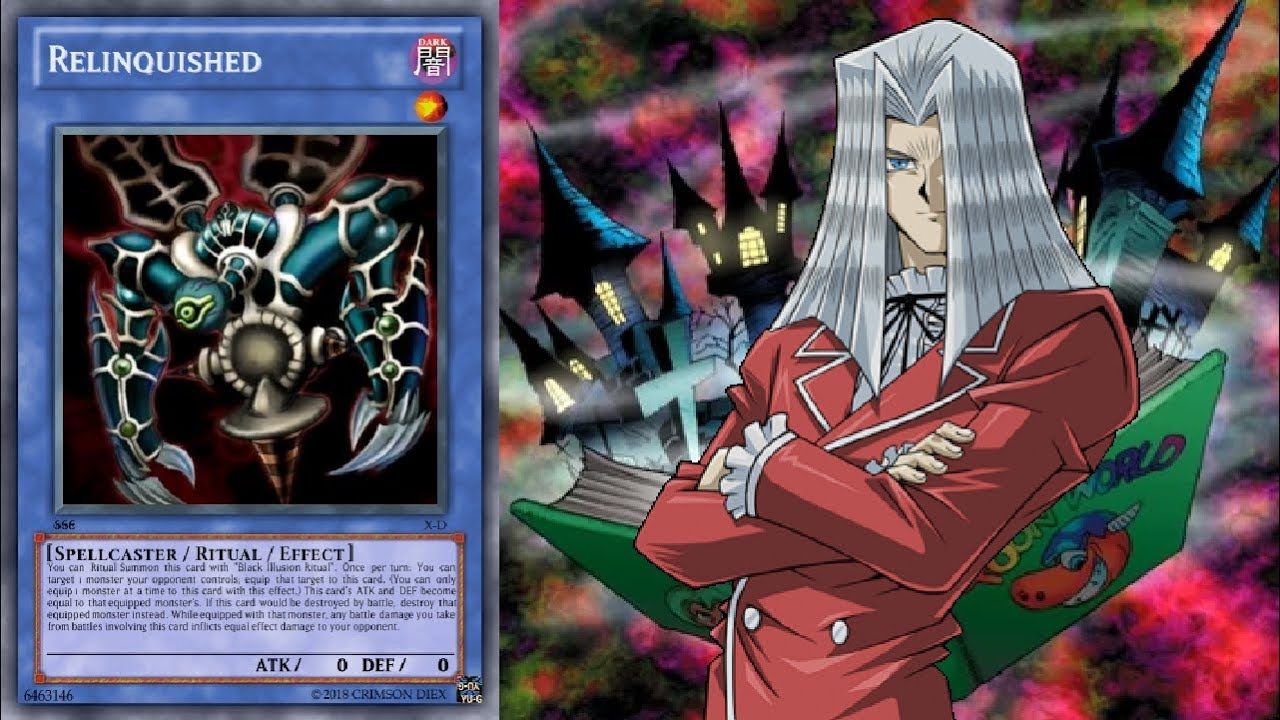 RELINQUISHED
DARK
闇
666
X-D
[SPELLCASTER / RITUAL / EFFECT]
You can Ritual Summon this card with "Black Illusion Ritual". Once per turn: You can
target 1 monster your opponent controls; equip that target to this card. (You can only
equip 1 monster at a time to this card with this effect.) This card's ATK and DEF become
equal to that equipped monster's. If this card would be destroyed by battle, destroy that
equipped monster instead. While equipped with that monster, any battle damage you take
from battles involving this card inflicts equal effect damage to your opponent.
ATK / 0 DEF / 0
6463146
© 2018 CRIMSON DIEX
WORLD